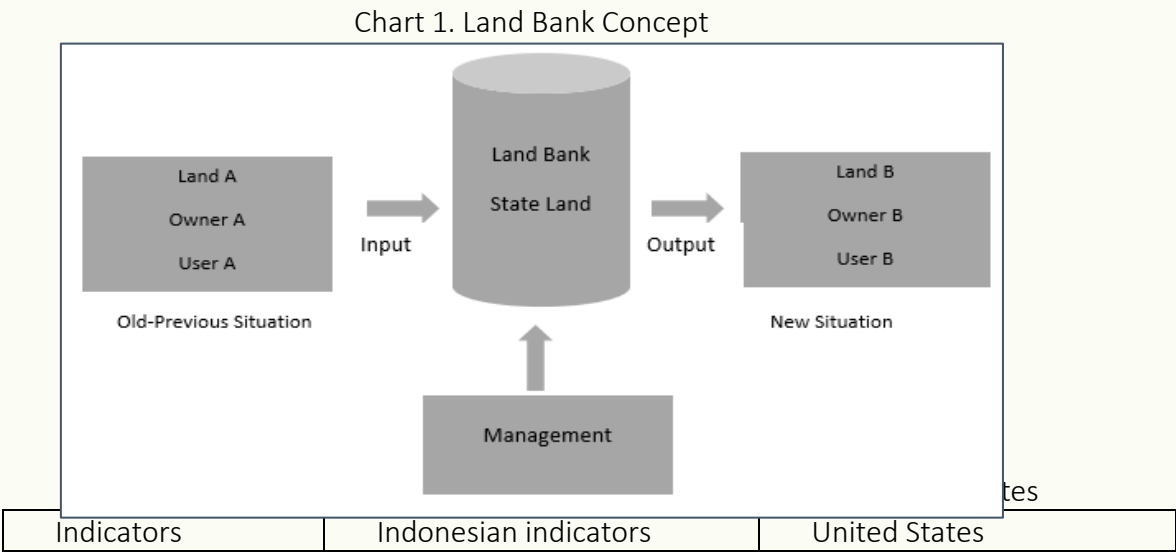 Chart 1. Land Bank Concept
Land Bank
State Land
Land A
Owner A
User A
Input
Output
Land B
Owner B
User B
Old-Previous Situation
New Situation
Management
tes
Indicators Indonesian indicators United States